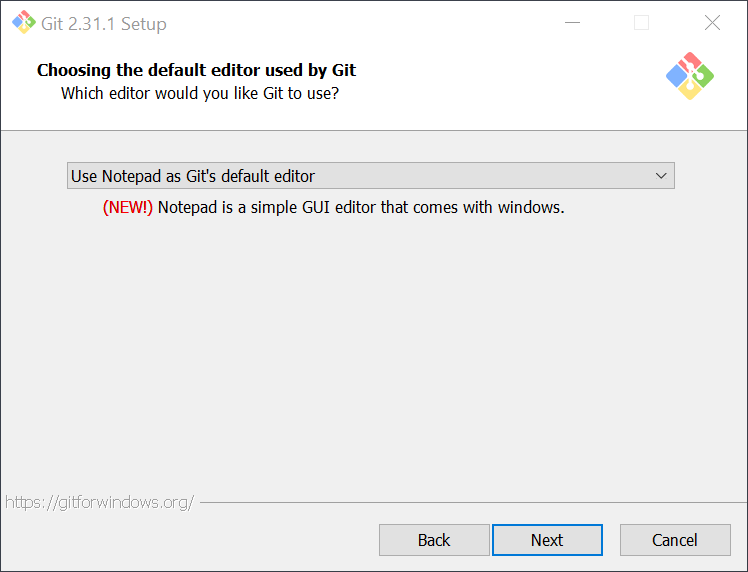 Git 2.31.1 Setup
Choosing the default editor used by Git
Which editor would you like Git to use?
Use Notepad as Git's default editor
(NEW!) Notepad is a simple GUI editor that comes with windows.
https://gitforwindows.org/
Back Next Cancel